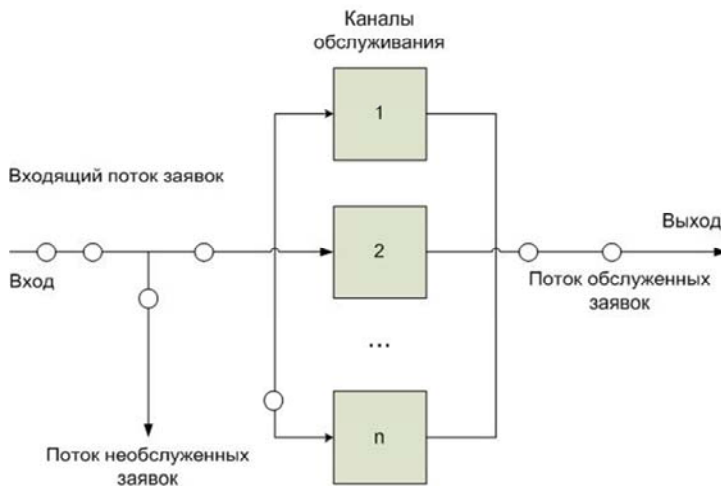 Каналы
обслуживания
1
Входящий поток заявок
Выход
2
Вход
Поток обслуженных
заявок
...
n
Поток необслуженных
заявок